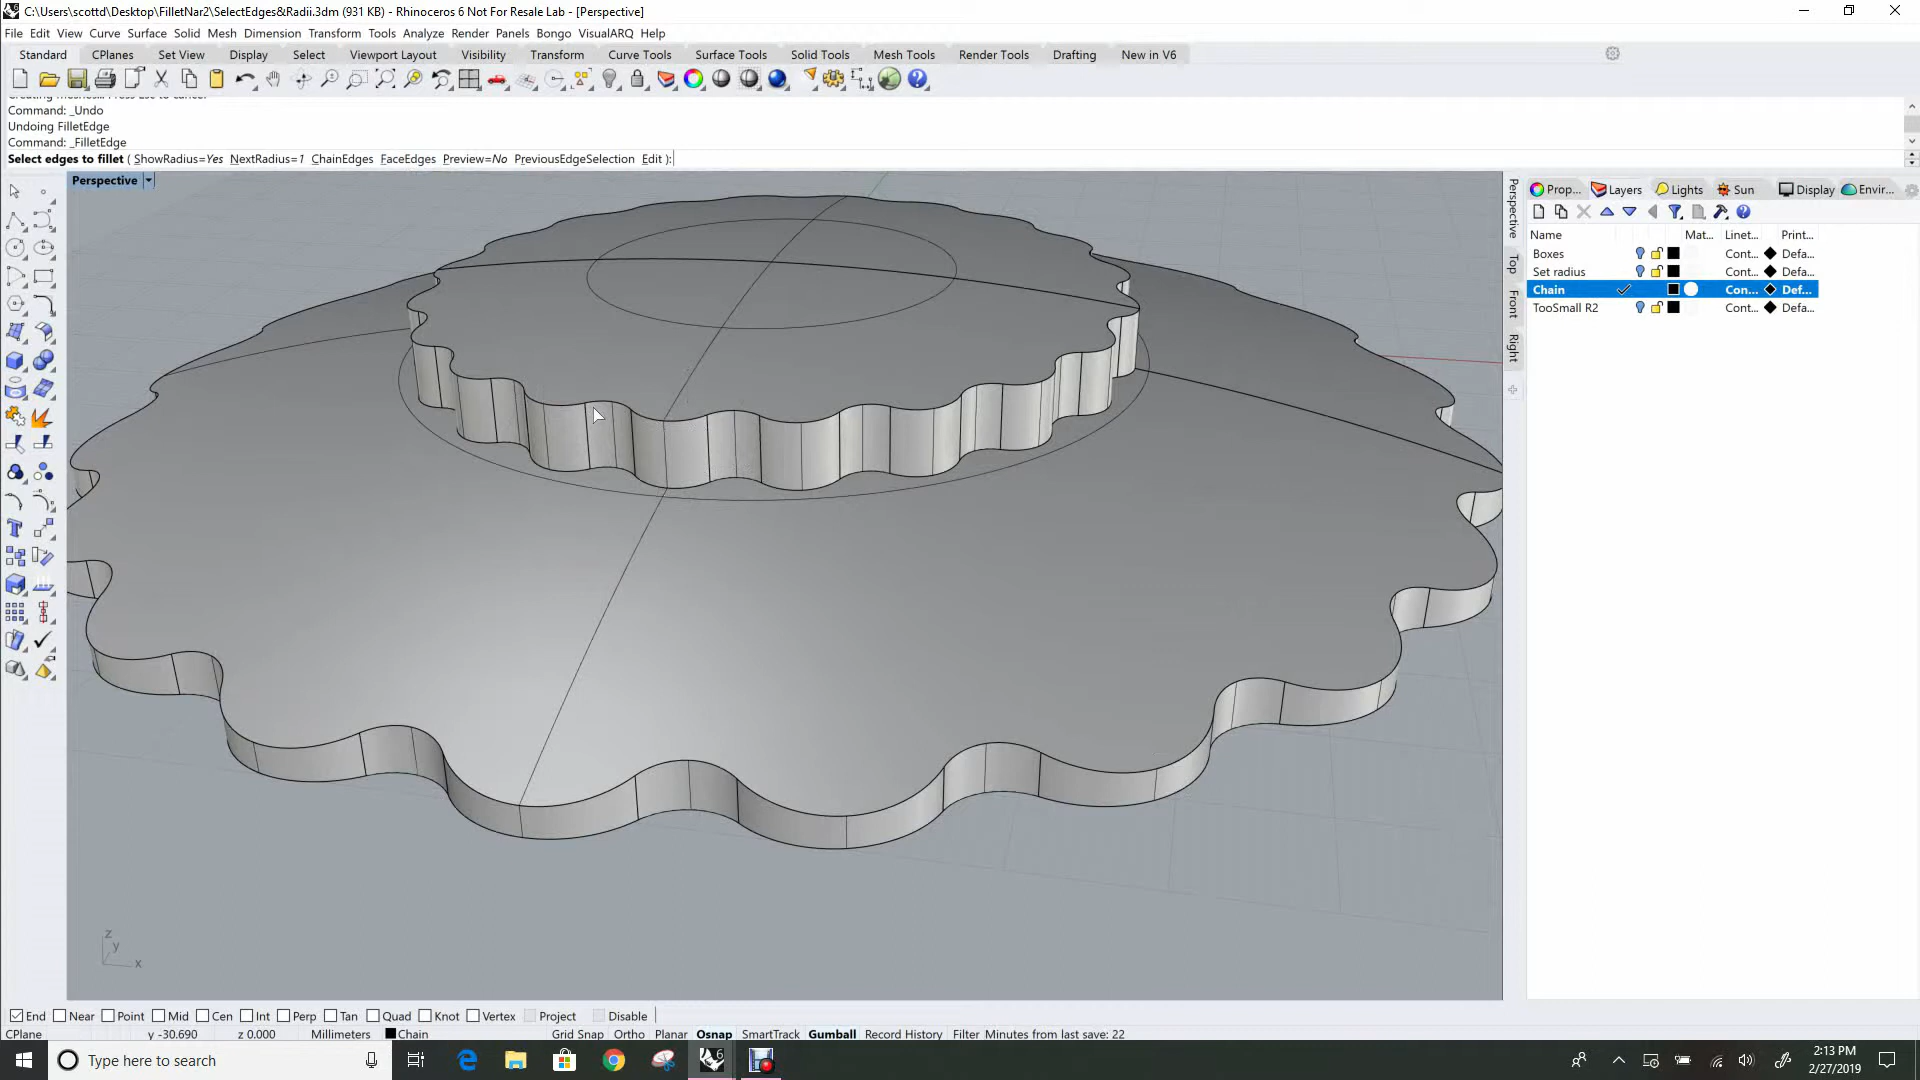 C:\Users\scottd\Desktop\FilletNar2\SelectEdges&Radii.3dm (931 KB) - Rhinoceros 6 Not For Resale Lab - [Perspective]
File Edit View Curve Surface Solid Mesh Dimension Transform Tools Analyze Render Panels Bongo VisualARQ Help
Standard CPlanes Set View Display Select Viewport Layout Visibility Transform Curve Tools Surface Tools Solid Tools Mesh Tools Render Tools Drafting New in V6
Command: _Undo
Undoing FilletEdge
Command: _FilletEdge
Select edges to fillet ( ShowRadius=Yes NextRadius=1 ChainEdges FaceEdges Preview=No PreviousEdgeSelection Edit ):
Perspective
Perspective
Top
Front
Right
Prop... Layers Lights Sun Display Envir...
Name Mat... Linet... Print...
Boxes Cont... Defa...
Set radius Cont... Defa...
Chain Con... Def...
TooSmall R2 Cont... Defa...
z
y
x
End Near Point Mid Cen Int Perp Tan Quad Knot Vertex Project Disable
CPlane y -30.690 z 0.000 Millimeters Chain Grid Snap Ortho Planar Osnap SmartTrack Gumball Record History Filter Minutes from last save: 22
Type here to search
2:13 PM
2/27/2019